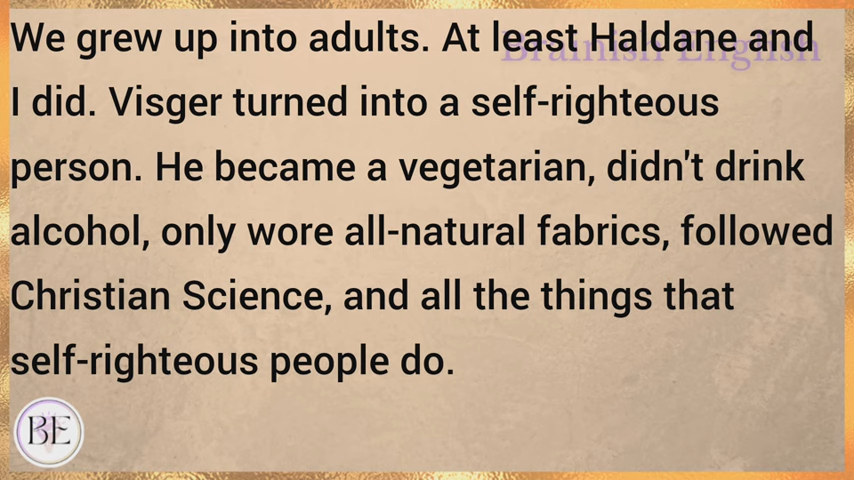 We grew up into adults. At least Haldane and
Brainish English
I did. Visger turned into a self-righteous
person. He became a vegetarian, didn't drink
alcohol, only wore all-natural fabrics, followed
Christian Science, and all the things that
self-righteous people do.
BE